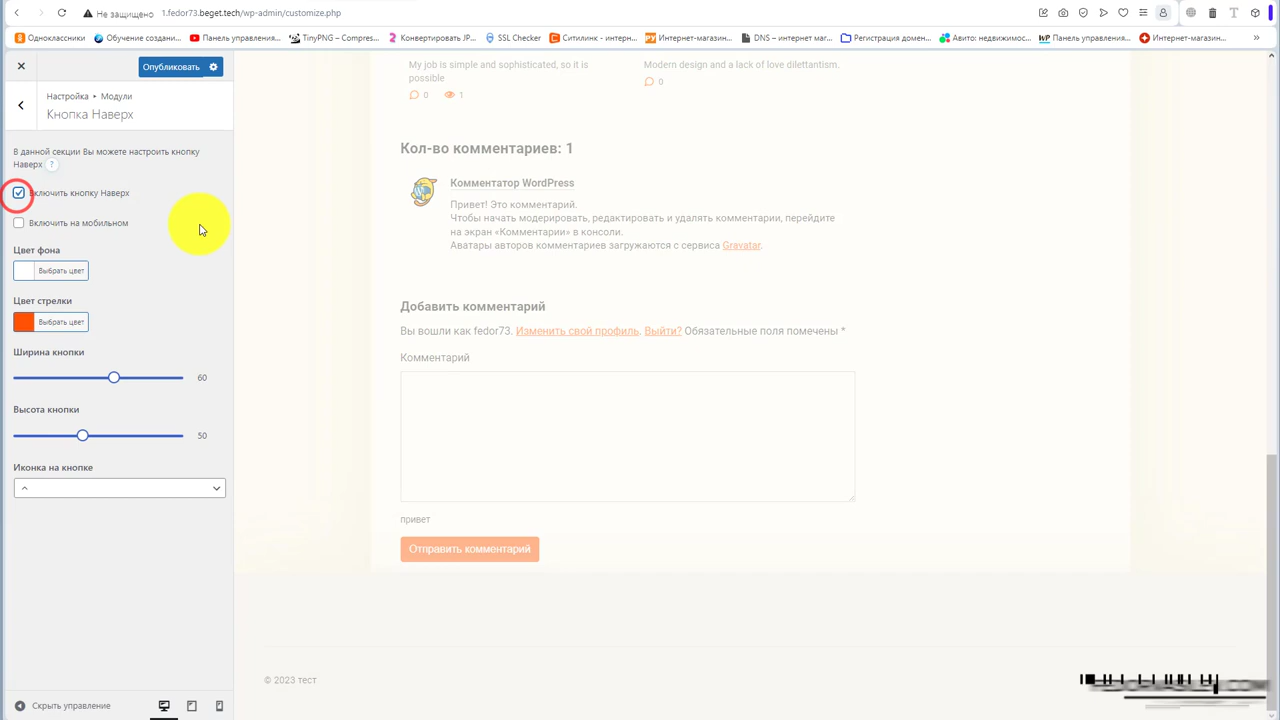 Не защищено
1.fedor73.beget.tech/wp-admin/customize.php
Одноклассники
Обучение создани...
Панель управления...
TinyPNG – Compres...
Конвертировать JP...
SSL Checker
Ситилинк - интерн...
Интернет-магазин...
DNS – интернет маг...
Регистрация домен...
Авито: недвижимос...
Панель управления...
Интернет-магазин...
Опубликовать
Настройка ▸ Модули
Кнопка Наверх
В данной секции Вы можете настроить кнопку
Наверх ?
Включить кнопку Наверх
Включить на мобильном
Цвет фона
Выбрать цвет
Цвет стрелки
Выбрать цвет
Ширина кнопки
60
Высота кнопки
50
Иконка на кнопке
Скрыть управление
My job is simple and sophisticated, so it is
possible
0 1
Modern design and a lack of love dilettantism.
0
Кол-во комментариев: 1
Комментатор WordPress
Привет! Это комментарий.
Чтобы начать модерировать, редактировать и удалять комментарии, перейдите
на экран «Комментарии» в консоли.
Аватары авторов комментариев загружаются с сервиса Gravatar.
Добавить комментарий
Вы вошли как fedor73. Изменить свой профиль. Выйти? Обязательные поля помечены *
Комментарий
привет
Отправить комментарий
© 2023 тест